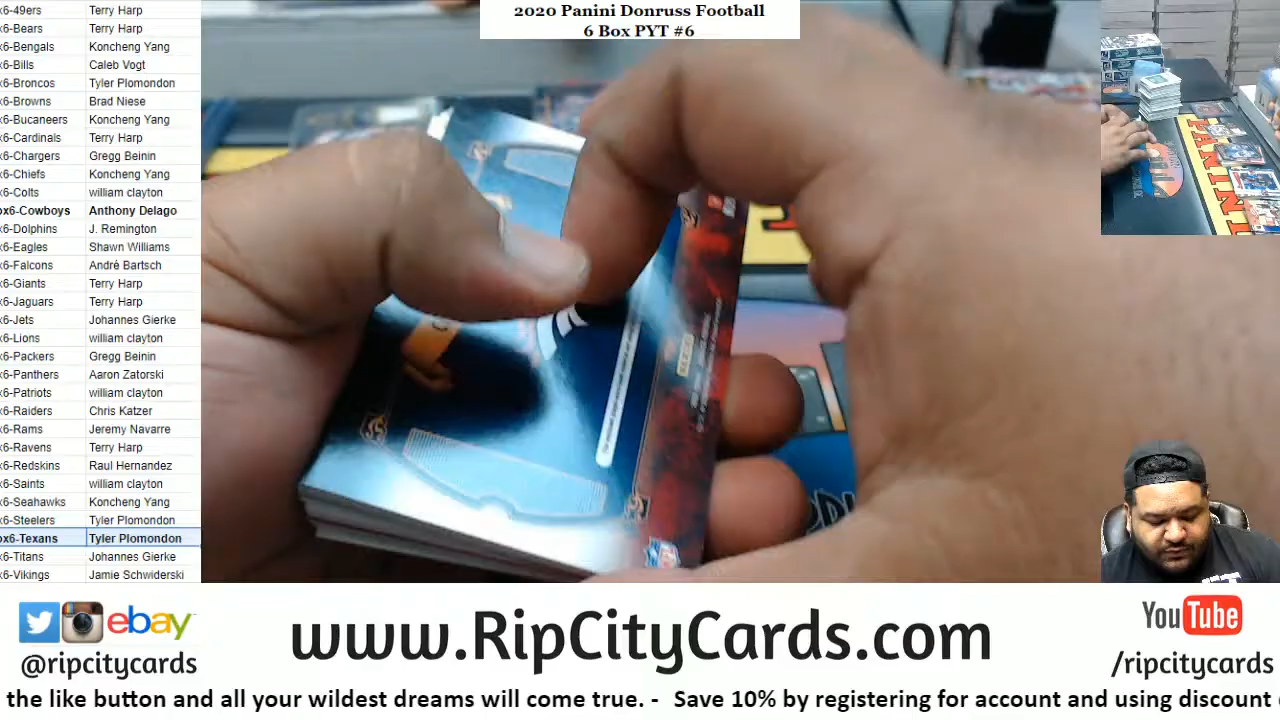 2020 Panini Donruss Football
6 Box PYT #6
x6-49ers Terry Harp
x6-Bears Terry Harp
x6-Bengals Koncheng Yang
x6-Bills Caleb Vogt
x6-Broncos Tyler Plomondon
x6-Browns Brad Niese
x6-Bucaneers Koncheng Yang
x6-Cardinals Terry Harp
x6-Chargers Gregg Beinin
x6-Chiefs Koncheng Yang
x6-Colts william clayton
ox6-Cowboys Anthony Delago
x6-Dolphins J. Remington
x6-Eagles Shawn Williams
x6-Falcons André Bartsch
x6-Giants Terry Harp
x6-Jaguars Terry Harp
x6-Jets Johannes Gierke
x6-Lions william clayton
x6-Packers Gregg Beinin
x6-Panthers Aaron Zatorski
x6-Patriots william clayton
x6-Raiders Chris Katzer
x6-Rams Jeremy Navarre
x6-Ravens Terry Harp
x6-Redskins Raul Hernandez
x6-Saints william clayton
x6-Seahawks Koncheng Yang
x6-Steelers Tyler Plomondon
ox6-Texans Tyler Plomondon
x6-Titans Johannes Gierke
x6-Vikings Jamie Schwiderski
PANINI
ebay
@ripcitycards
www.RipCityCards.com
YouTube
/ripcitycards
the like button and all your wildest dreams will come true. - Save 10% by registering for account and using discount